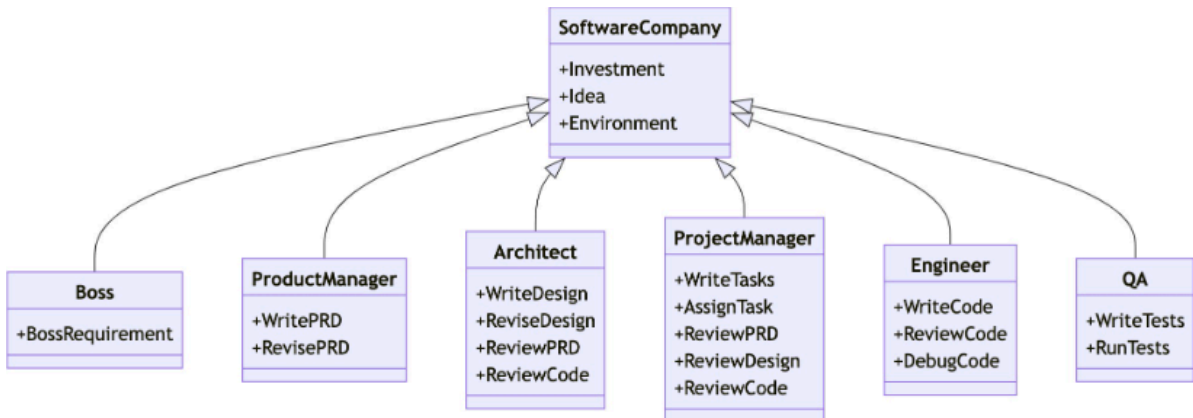 SoftwareCompany
+Investment
+Idea
+Environment
Boss
+BossRequirement
ProductManager
+WritePRD
+RevisePRD
Architect
+WriteDesign
+ReviseDesign
+ReviewPRD
+ReviewCode
ProjectManager
+WriteTasks
+AssignTask
+ReviewPRD
+ReviewDesign
+ReviewCode
Engineer
+WriteCode
+ReviewCode
+DebugCode
QA
+WriteTests
+RunTests